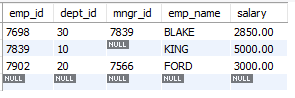 emp_id dept_id mngr_id emp_name salary
7698 30 7839 BLAKE 2850.00
7839 10 NULL KING 5000.00
7902 20 7566 FORD 3000.00
NULL NULL NULL NULL NULL